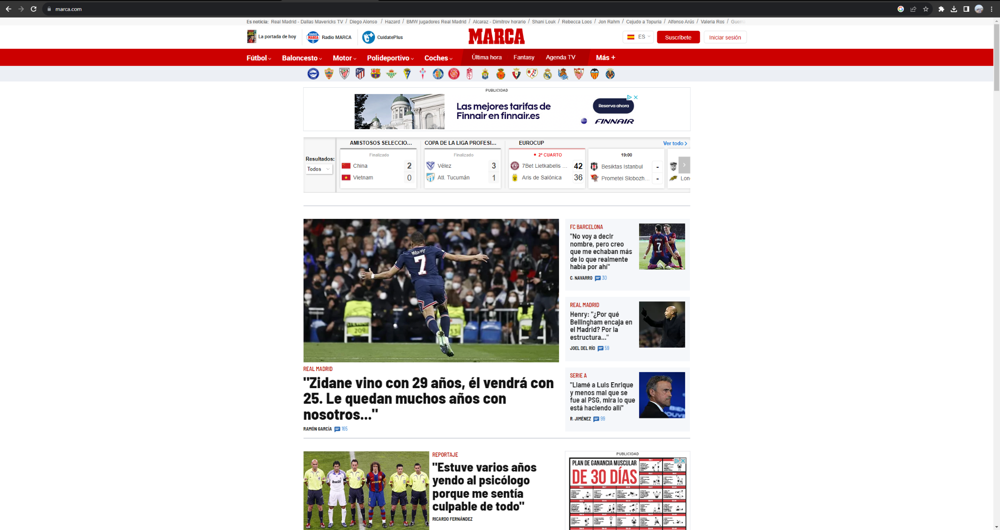 marca.com
Es noticia: Real Madrid - Dallas Mavericks TV / Diego Alonso / Hazard / BMW jugadores Real Madrid / Alcaraz - Dimitrov horario / Shani Louk / Rebecca Loos / Jon Rahm / Cejudo a Topuria / Alfonso Arús / Valeria Ros / Guerra
La portada de hoy
RADIO MARCA
Radio MARCA
CuídatePlus
MARCA
ES
Suscríbete
Iniciar sesión
Fútbol
Baloncesto
Motor
Polideportivo
Coches
Última hora
Fantasy
Agenda TV
Más +
PUBLICIDAD
Las mejores tarifas de
Finnair en finnair.es
Reserva ahora
FINNAIR
Resultados:
Todos
AMISTOSOS SELECCIO...
Finalizado
China 2
Vietnam 0
COPA DE LA LIGA PROFESI...
Finalizado
Vélez 3
Atl. Tucumán 1
EUROCUP
2º CUARTO
7Bet Lietkabelis ... 42
Aris de Salónica 36
19:00
Besiktas Istanbul -
Prometei Slobozh... -
Ver todo
Lon
MBAPPE
7
209
53
REAL MADRID
"Zidane vino con 29 años, él vendrá con
25. Le quedan muchos años con
nosotros..."
RAMÓN GARCÍA 165
FC BARCELONA
"No voy a decir
nombre, pero creo
que me echaban más
de lo que realmente
había por ahí"
C. NAVARRO 30
7
REAL MADRID
Henry: "¿Por qué
Bellingham encaja en
el Madrid? Por la
estructura..."
JOEL DEL RÍO 59
SERIE A
"Llamé a Luis Enrique
y menos mal que se
fue al PSG, mira lo que
está haciendo allí"
R. JIMÉNEZ 99
REPORTAJE
"Estuve varios años
yendo al psicólogo
porque me sentía
culpable de todo"
RICARDO FERNÁNDEZ
bwin
unicef
PUBLICIDAD
PLAN DE GANANCIA MUSCULAR
DE 30 DÍAS